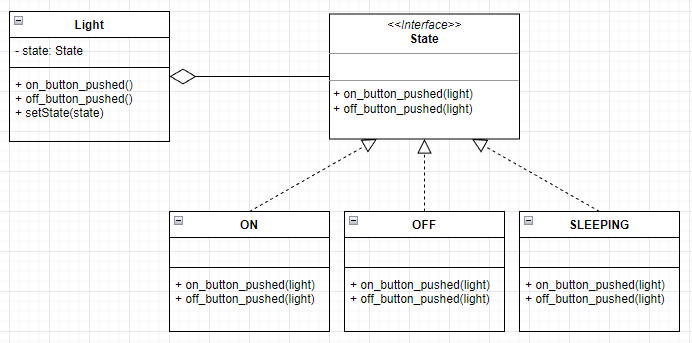 Light
- state: State
+ on_button_pushed()
+ off_button_pushed()
+ setState(state)
<<Interface>>
State
+ on_button_pushed(light)
+ off_button_pushed(light)
ON
+ on_button_pushed(light)
+ off_button_pushed(light)
OFF
+ on_button_pushed(light)
+ off_button_pushed(light)
SLEEPING
+ on_button_pushed(light)
+ off_button_pushed(light)